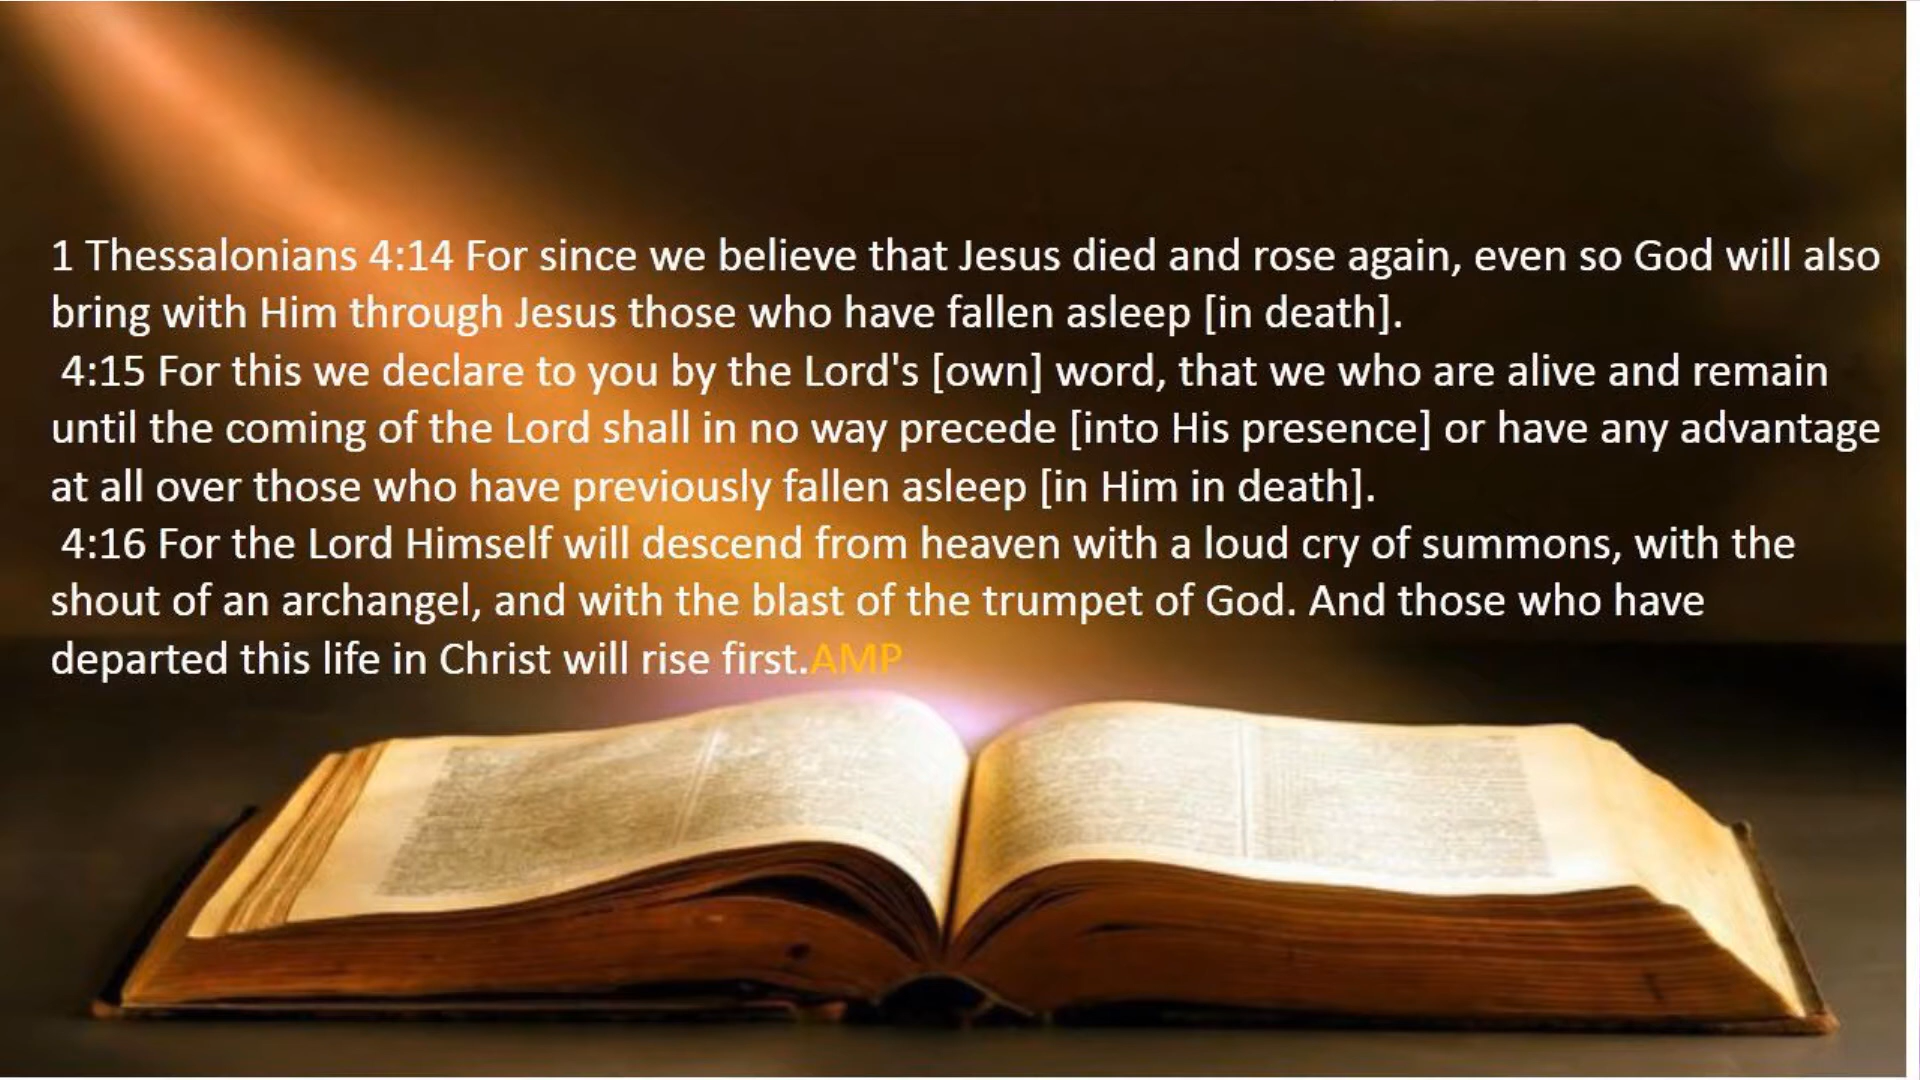 1 Thessalonians 4:14 For since we believe that Jesus died and rose again, even so God will also
bring with Him through Jesus those who have fallen asleep [in death].
4:15 For this we declare to you by the Lord's [own] word, that we who are alive and remain
until the coming of the Lord shall in no way precede [into His presence] or have any advantage
at all over those who have previously fallen asleep [in Him in death].
4:16 For the Lord Himself will descend from heaven with a loud cry of summons, with the
shout of an archangel, and with the blast of the trumpet of God. And those who have
departed this life in Christ will rise first.AMP